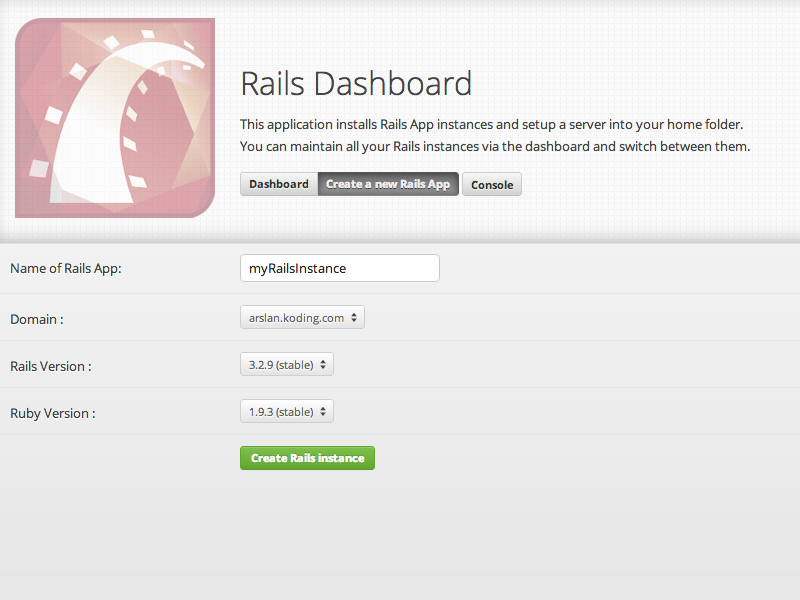 Rails Dashboard
This application installs Rails App instances and setup a server into your home folder.
You can maintain all your Rails instances via the dashboard and switch between them.
Dashboard Create a new Rails App Console
Name of Rails App: myRailsInstance
Domain : arslan.koding.com
Rails Version : 3.2.9 (stable)
Ruby Version : 1.9.3 (stable)
Create Rails instance